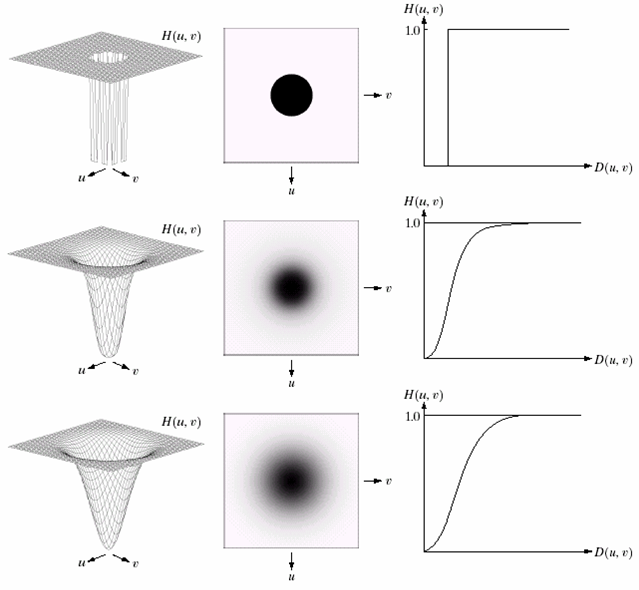 H(u, v)
H(u, v)
1.0
v
D(u, v)
u
v
u
H(u, v)
H(u, v)
1.0
v
D(u, v)
u
v
u
H(u, v)
H(u, v)
1.0
v
D(u, v)
u
v
u